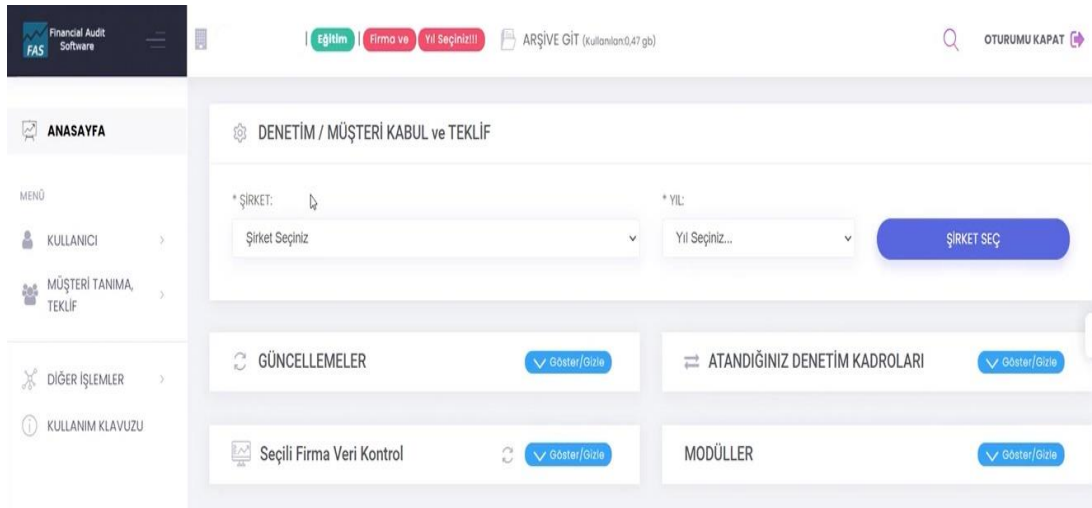 Financial Audit
Software
FAS
| Eğitim | Firma ve Yıl Seçiniz!!!
ARŞİVE GİT (Kullanılan:0,47 gb)
OTURUMU KAPAT
ANASAYFA
MENÜ
KULLANICI
MÜŞTERİ TANIMA,
TEKLİF
DİĞER İŞLEMLER
KULLANIM KLAVUZU
DENETİM / MÜŞTERİ KABUL ve TEKLİF
* ŞİRKET:
Şirket Seçiniz
* YIL:
Yıl Seçiniz...
ŞİRKET SEÇ
GÜNCELLEMELER
Göster/Gizle
ATANDIĞINIZ DENETİM KADROLARI
Göster/Gizle
Seçili Firma Veri Kontrol
Göster/Gizle
MODÜLLER
Göster/Gizle